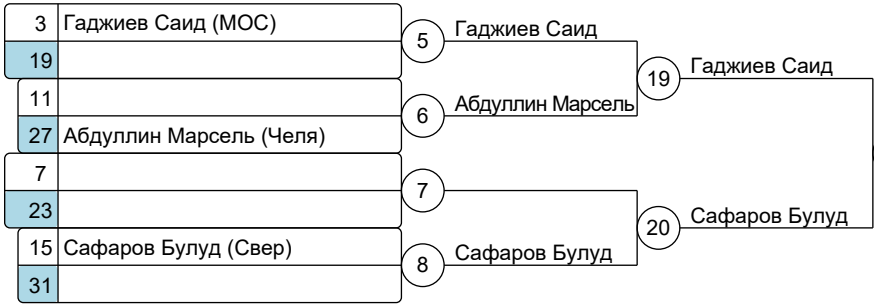 3 Гаджиев Саид (МОС)
5 Гаджиев Саид
19
19 Гаджиев Саид
11
6 Абдуллин Марсель
27 Абдуллин Марсель (Челя)
7
7
23
20 Сафаров Булуд
15 Сафаров Булуд (Свер)
8 Сафаров Булуд
31